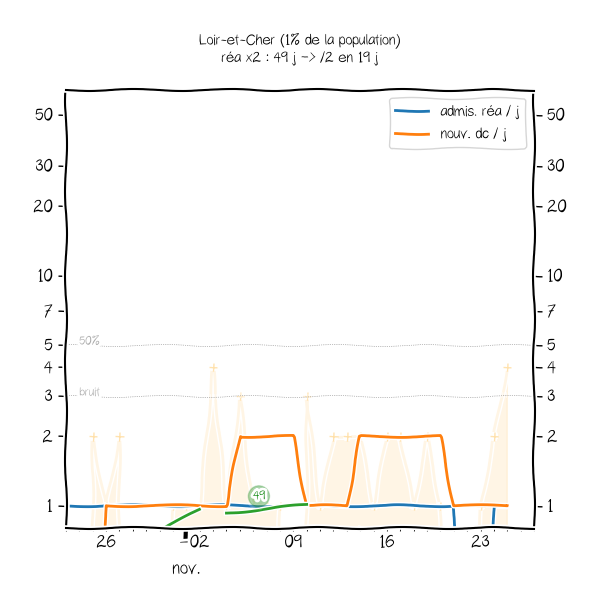 Loir-et-Cher (1% de la population)
réa x2 : 49 j -> /2 en 19 j
admis. réa / j
nouv. dc / j
50 50
30 30
20 20
10 10
7 7
5 50% 5
4 4
3 bruit 3
2 2
49
1 1
26 02 09 16 23
nov.